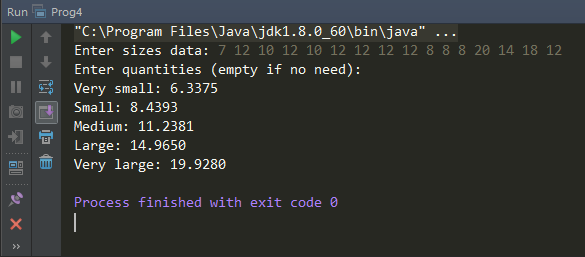 Run Prog4
"C:\Program Files\Java\jdk1.8.0_60\bin\java" ...
Enter sizes data: 7 12 10 12 10 12 12 12 12 8 8 8 20 14 18 12
Enter quantities (empty if no need):
Very small: 6.3375
Small: 8.4393
Medium: 11.2381
Large: 14.9650
Very large: 19.9280
Process finished with exit code 0